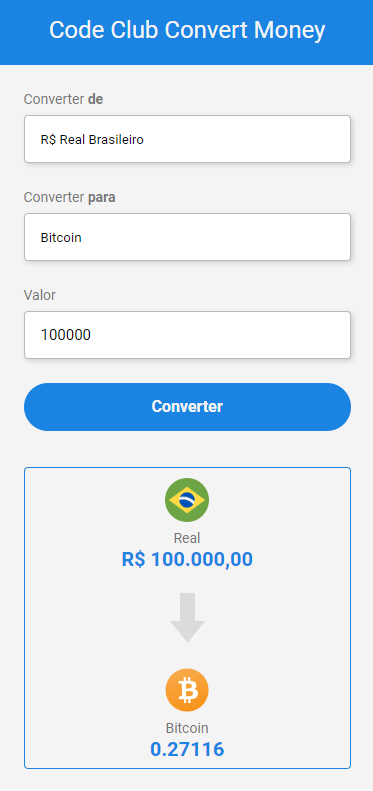 Code Club Convert Money
Converter de
R$ Real Brasileiro
Converter para
Bitcoin
Valor
100000
Converter
Real
R$ 100.000,00
Bitcoin
0.27116